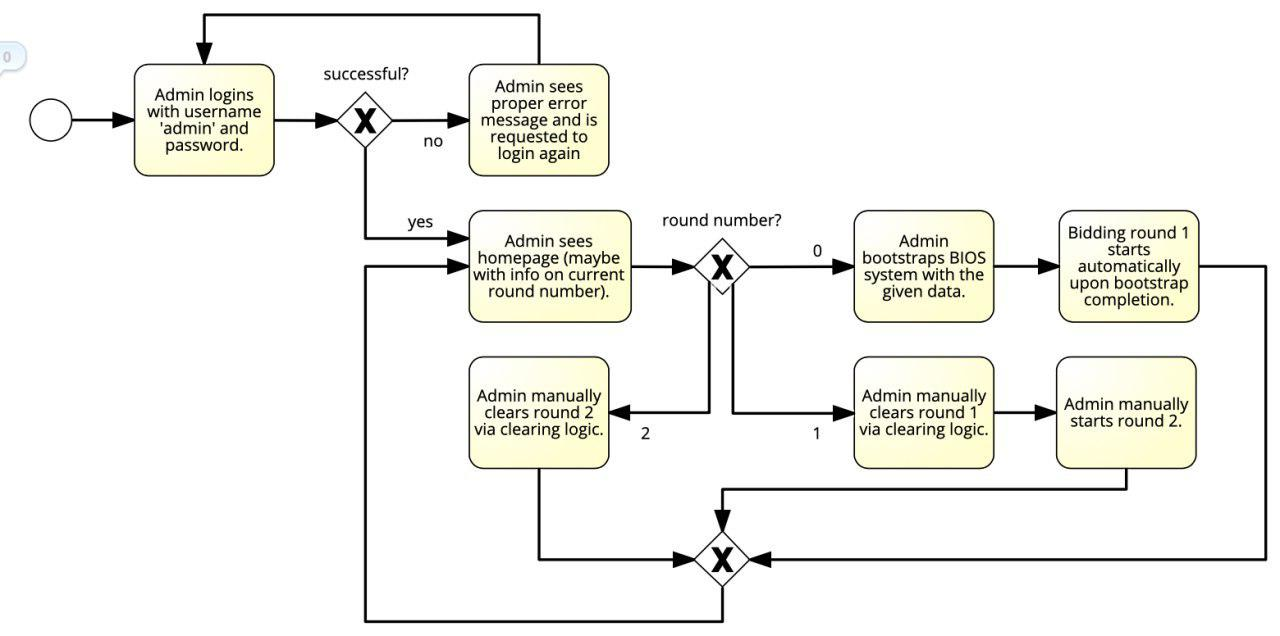 0
successful?
Admin logins
with username
'admin' and
password.
X
no
Admin sees
proper error
message and is
requested to
login again
yes
Admin sees
homepage (maybe
with info on current
round number).
round number?
X
0
Admin
bootstraps BIOS
system with the
given data.
Bidding round 1
starts
automatically
upon bootstrap
completion.
Admin manually
clears round 2
via clearing logic.
2
1
Admin manually
clears round 1
via clearing logic.
Admin manually
starts round 2.
X